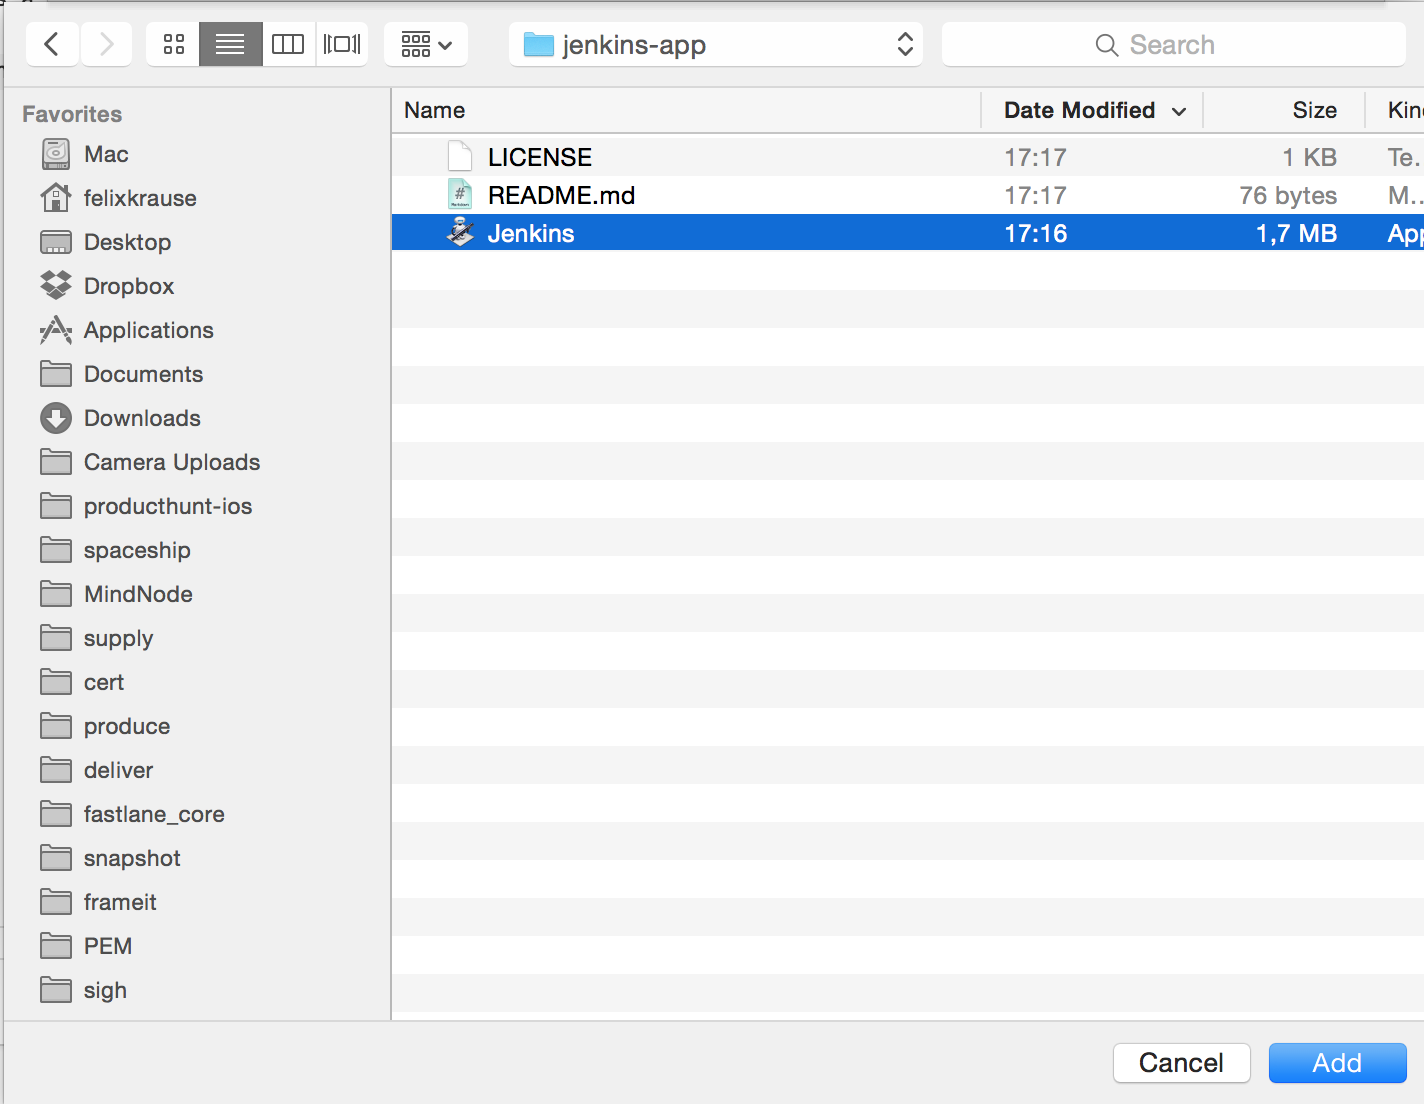 jenkins-app
Search
Favorites
Mac
felixkrause
Desktop
Dropbox
Applications
Documents
Downloads
Camera Uploads
producthunt-ios
spaceship
MindNode
supply
cert
produce
deliver
fastlane_core
snapshot
frameit
PEM
sigh
Name Date Modified Size Kin
LICENSE 17:17 1 KB Te.
# README.md 17:17 76 bytes M..
Jenkins 17:16 1,7 MB App
Cancel Add